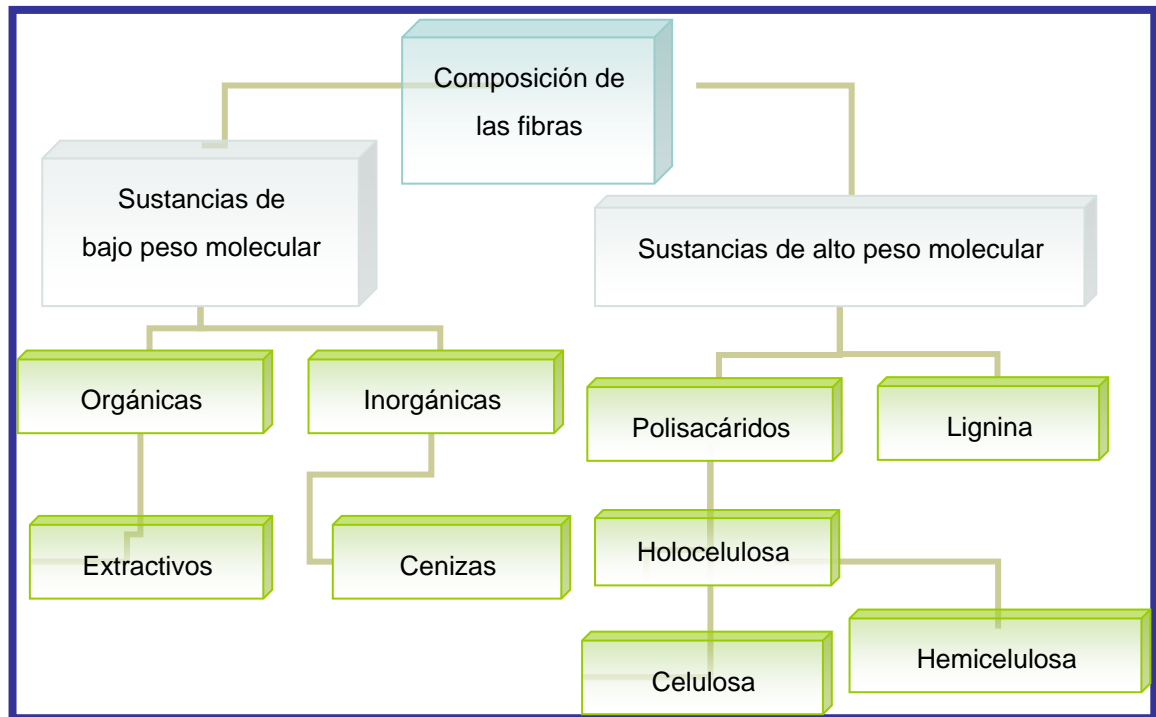 Composición de
las fibras
Sustancias de
bajo peso molecular
Sustancias de alto peso molecular
Orgánicas
Inorgánicas
Polisacáridos
Lignina
Extractivos
Cenizas
Holocelulosa
Celulosa
Hemicelulosa